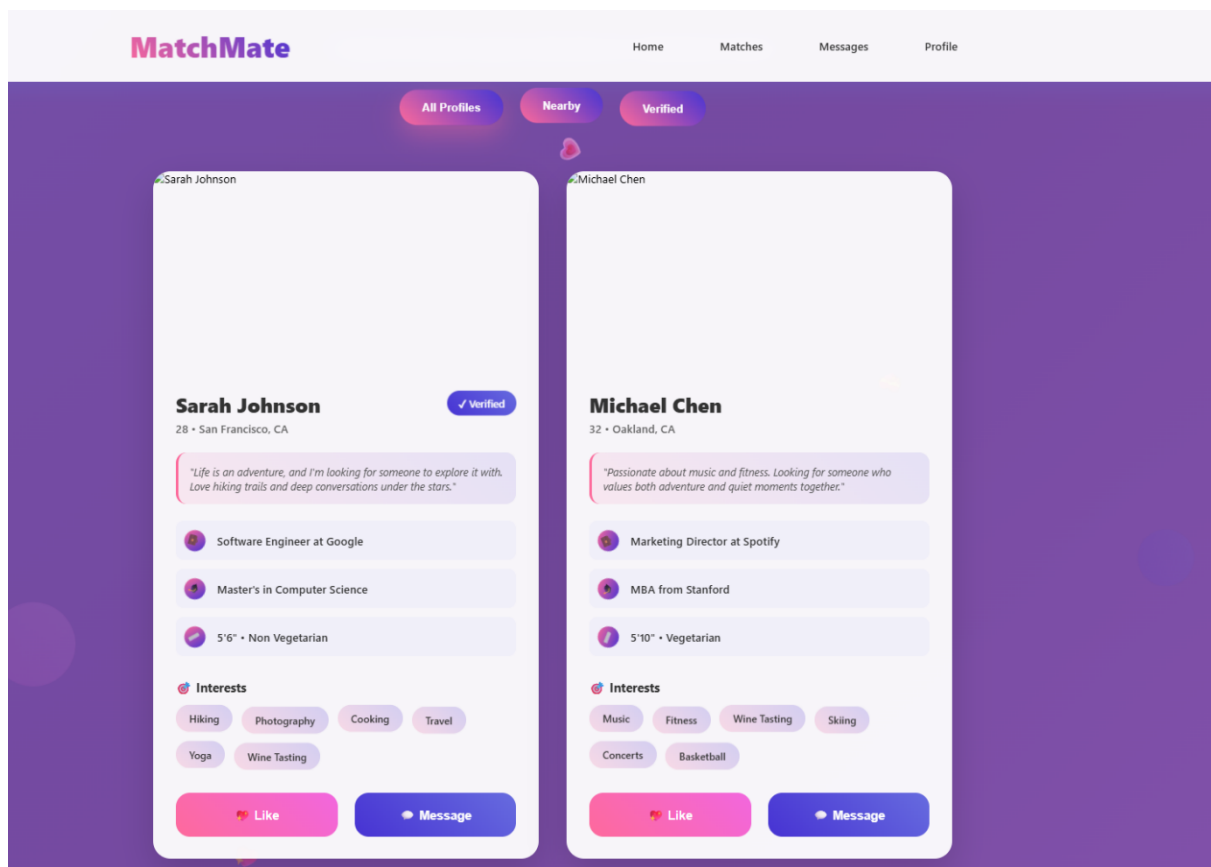 MatchMate
Home Matches Messages Profile
All Profiles Nearby Verified
Sarah Johnson
Sarah Johnson
✓ Verified
28 • San Francisco, CA
"Life is an adventure, and I'm looking for someone to explore it with.
Love hiking trails and deep conversations under the stars."
Software Engineer at Google
Master's in Computer Science
5'6" • Non Vegetarian
Interests
Hiking Photography Cooking Travel
Yoga Wine Tasting
Like Message
Michael Chen
Michael Chen
32 • Oakland, CA
"Passionate about music and fitness. Looking for someone who
values both adventure and quiet moments together."
Marketing Director at Spotify
MBA from Stanford
5'10" • Vegetarian
Interests
Music Fitness Wine Tasting Skiing
Concerts Basketball
Like Message